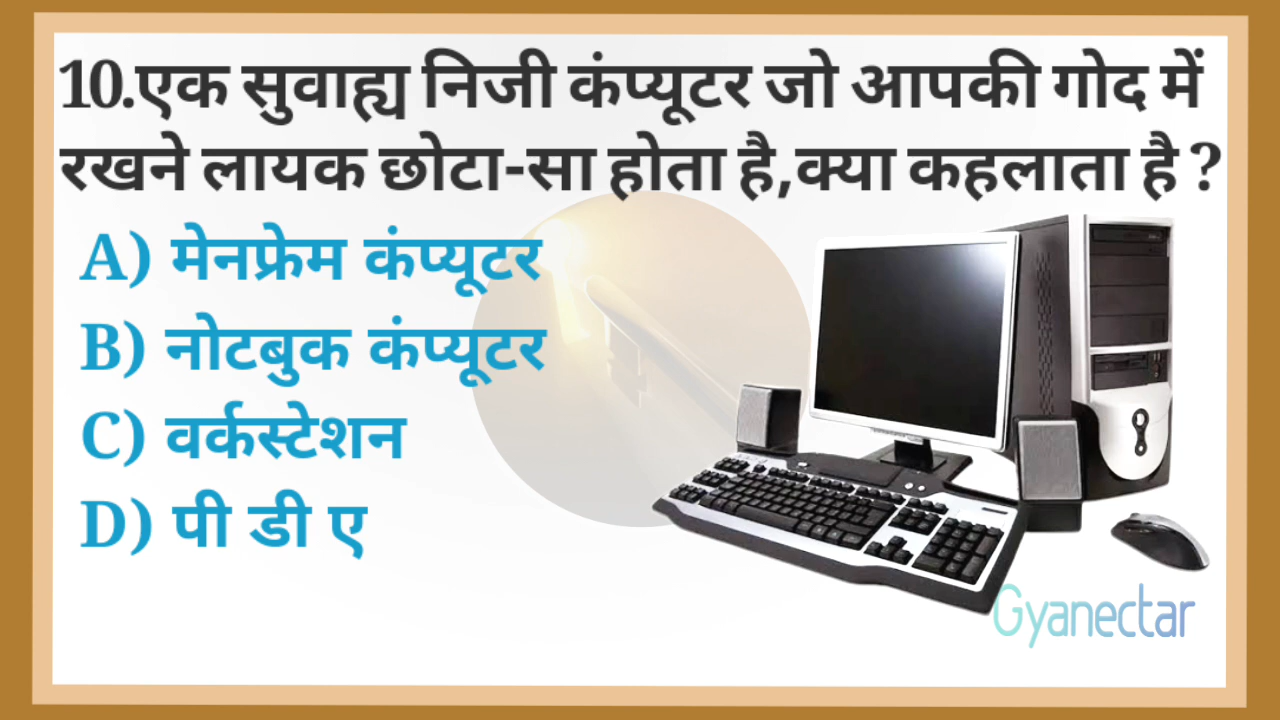 10.एक सुवाह्य निजी कंप्यूटर जो आपकी गोद में
रखने लायक छोटा-सा होता है,क्या कहलाता है ?
A) मेनफ्रेम कंप्यूटर
B) नोटबुक कंप्यूटर
C) वर्कस्टेशन
D) पी डी ए
Gyanectar